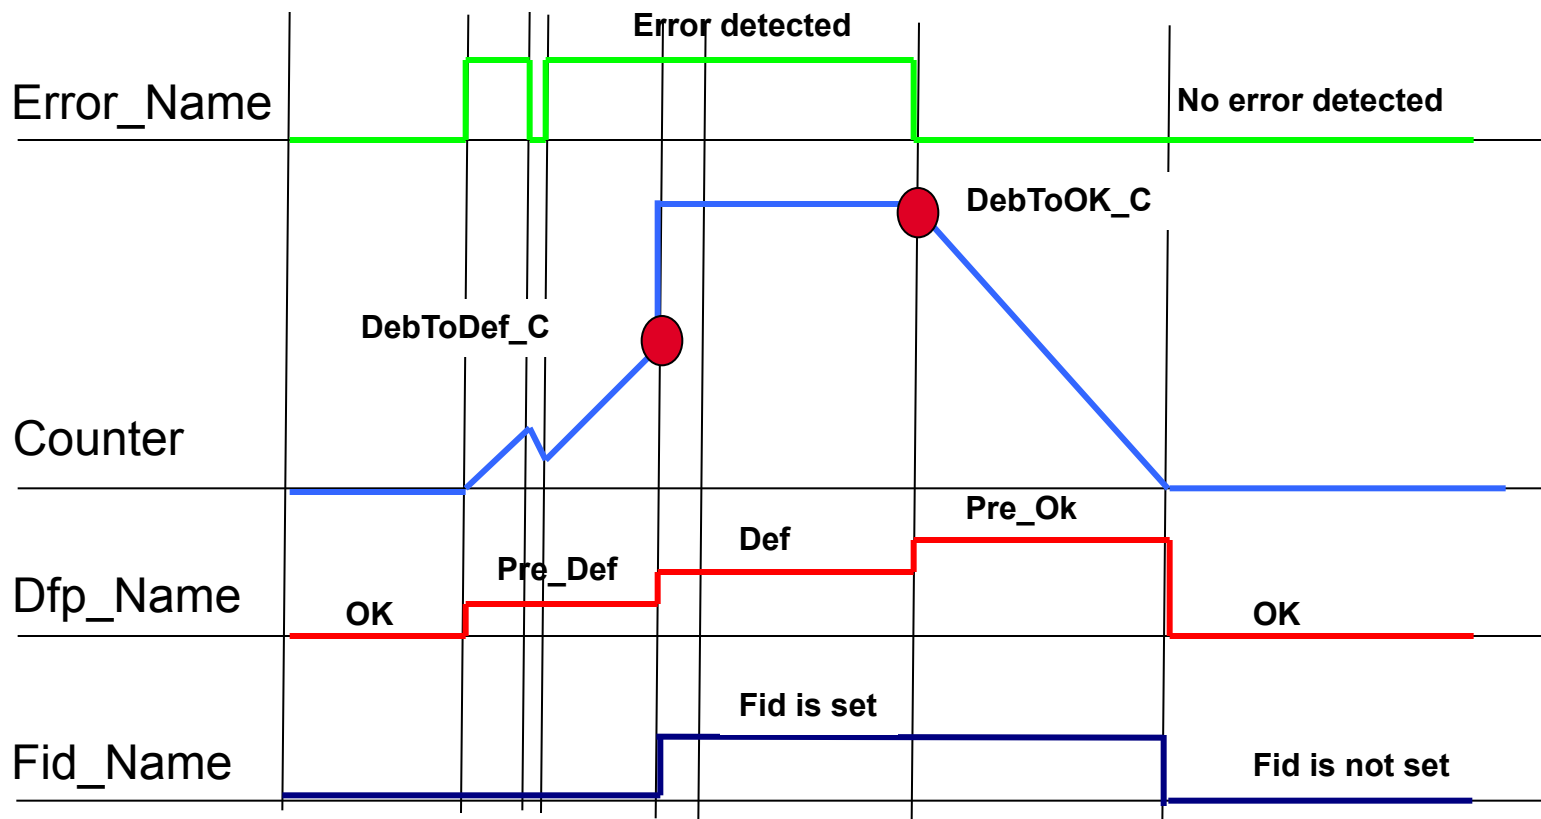 Error detected
Error_Name
No error detected
DebToOK_C
DebToDef_C
Counter
Pre_Ok
Def
Pre_Def
Dfp_Name
OK
OK
Fid is set
Fid_Name
Fid is not set